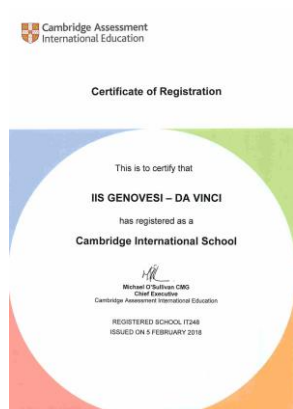 Cambridge Assessment
International Education
Certificate of Registration
This is to certify that
IIS GENOVESI – DA VINCI
has registered as a
Cambridge International School
Michael O'Sullivan CMG
Chief Executive
Cambridge Assessment International Education
REGISTERED SCHOOL IT248
ISSUED ON 5 FEBRUARY 2018